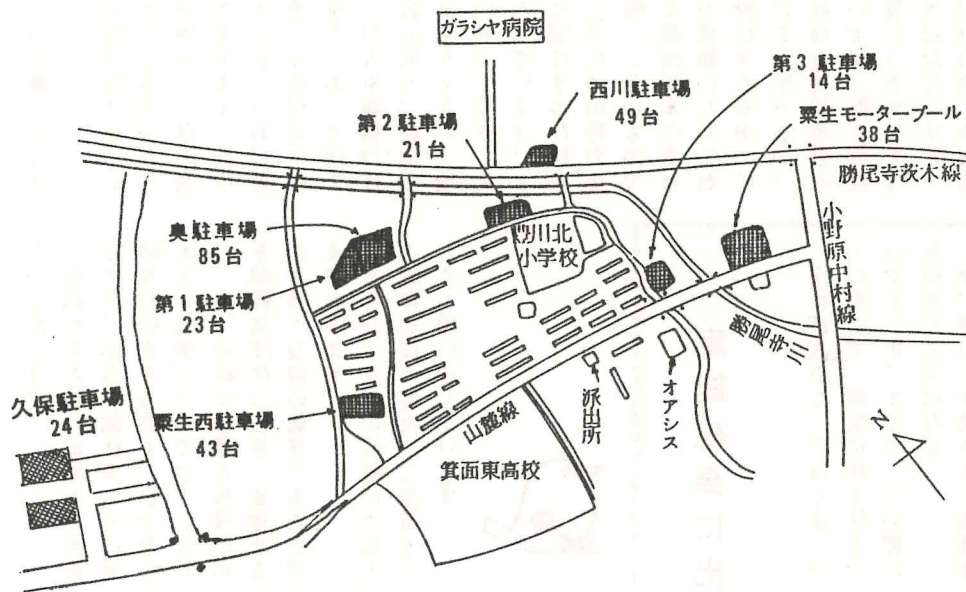 ガラシヤ病院
第3駐車場
14台
西川駐車場
49台
粟生モータープール
38台
第2駐車場
21台
勝尾寺茨木線
小野原中村線
奥駐車場
85台
川北
小学校
第1駐車場
23台
勝尾寺川
久保駐車場
24台
粟生西駐車場
43台
山麓線
派出所
オアシス
箕面東高校
N